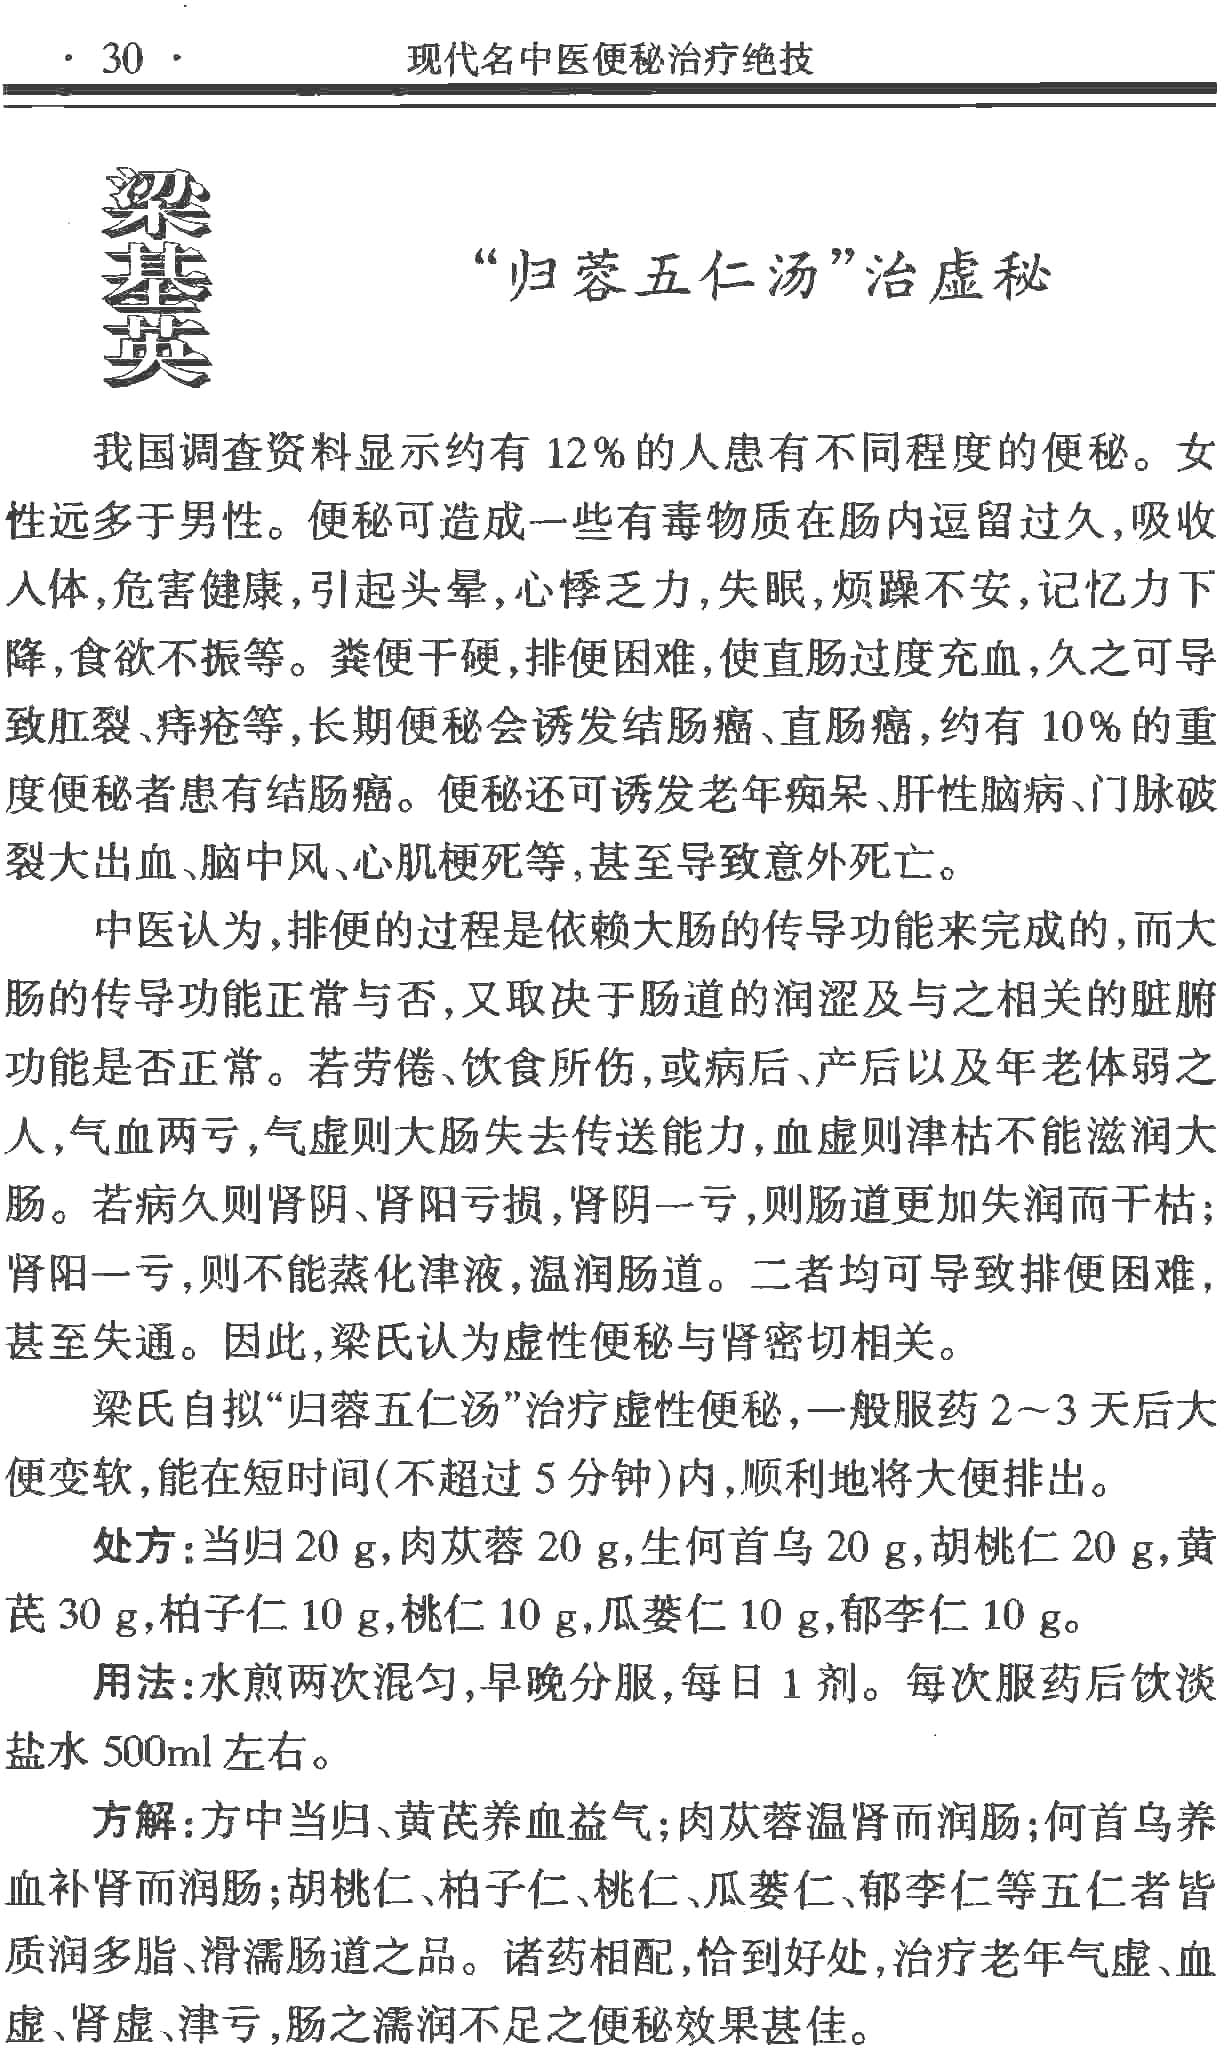 · 30 ·
现代名中医便秘治疗绝技
梁基英
“归蓉五仁汤”治虚秘
我国调查资料显示约有 12%的人患有不同程度的便秘。女
性远多于男性。便秘可造成一些有毒物质在肠内逗留过久,吸收
入体,危害健康,引起头晕,心悸乏力,失眠,烦躁不安,记忆力下
降,食欲不振等。粪便干硬,排便困难,使直肠过度充血,久之可导
致肛裂、痔疮等,长期便秘会诱发结肠癌、直肠癌,约有 10%的重
度便秘者患有结肠癌。便秘还可诱发老年痴呆、肝性脑病、门脉破
裂大出血、脑中风、心肌梗死等,甚至导致意外死亡。
中医认为,排便的过程是依赖大肠的传导功能来完成的,而大
肠的传导功能正常与否,又取决于肠道的润涩及与之相关的脏腑
功能是否正常。若劳倦、饮食所伤,或病后、产后以及年老体弱之
人,气血两亏,气虚则大肠失去传送能力,血虚则津枯不能滋润大
肠。若病久则肾阴、肾阳亏损,肾阴一亏,则肠道更加失润而干枯;
肾阳一亏,则不能蒸化津液,温润肠道。二者均可导致排便困难,
甚至失通。因此,梁氏认为虚性便秘与肾密切相关。
梁氏自拟“归蓉五仁汤”治疗虚性便秘,一般服药 2～3 天后大
便变软,能在短时间(不超过 5 分钟)内,顺利地将大便排出。
处方:当归 20 g,肉苁蓉 20 g,生何首乌 20 g,胡桃仁 20 g,黄
芪 30 g,柏子仁 10 g,桃仁 10 g,瓜蒌仁 10 g,郁李仁 10 g。
用法:水煎两次混匀,早晚分服,每日 1 剂。每次服药后饮淡
盐水 500ml 左右。
方解:方中当归、黄芪养血益气;肉苁蓉温肾而润肠;何首乌养
血补肾而润肠;胡桃仁、柏子仁、桃仁、瓜蒌仁、郁李仁等五仁者皆
质润多脂、滑濡肠道之品。诸药相配,恰到好处,治疗老年气虚、血
虚、肾虚、津亏,肠之濡润不足之便秘效果甚佳。